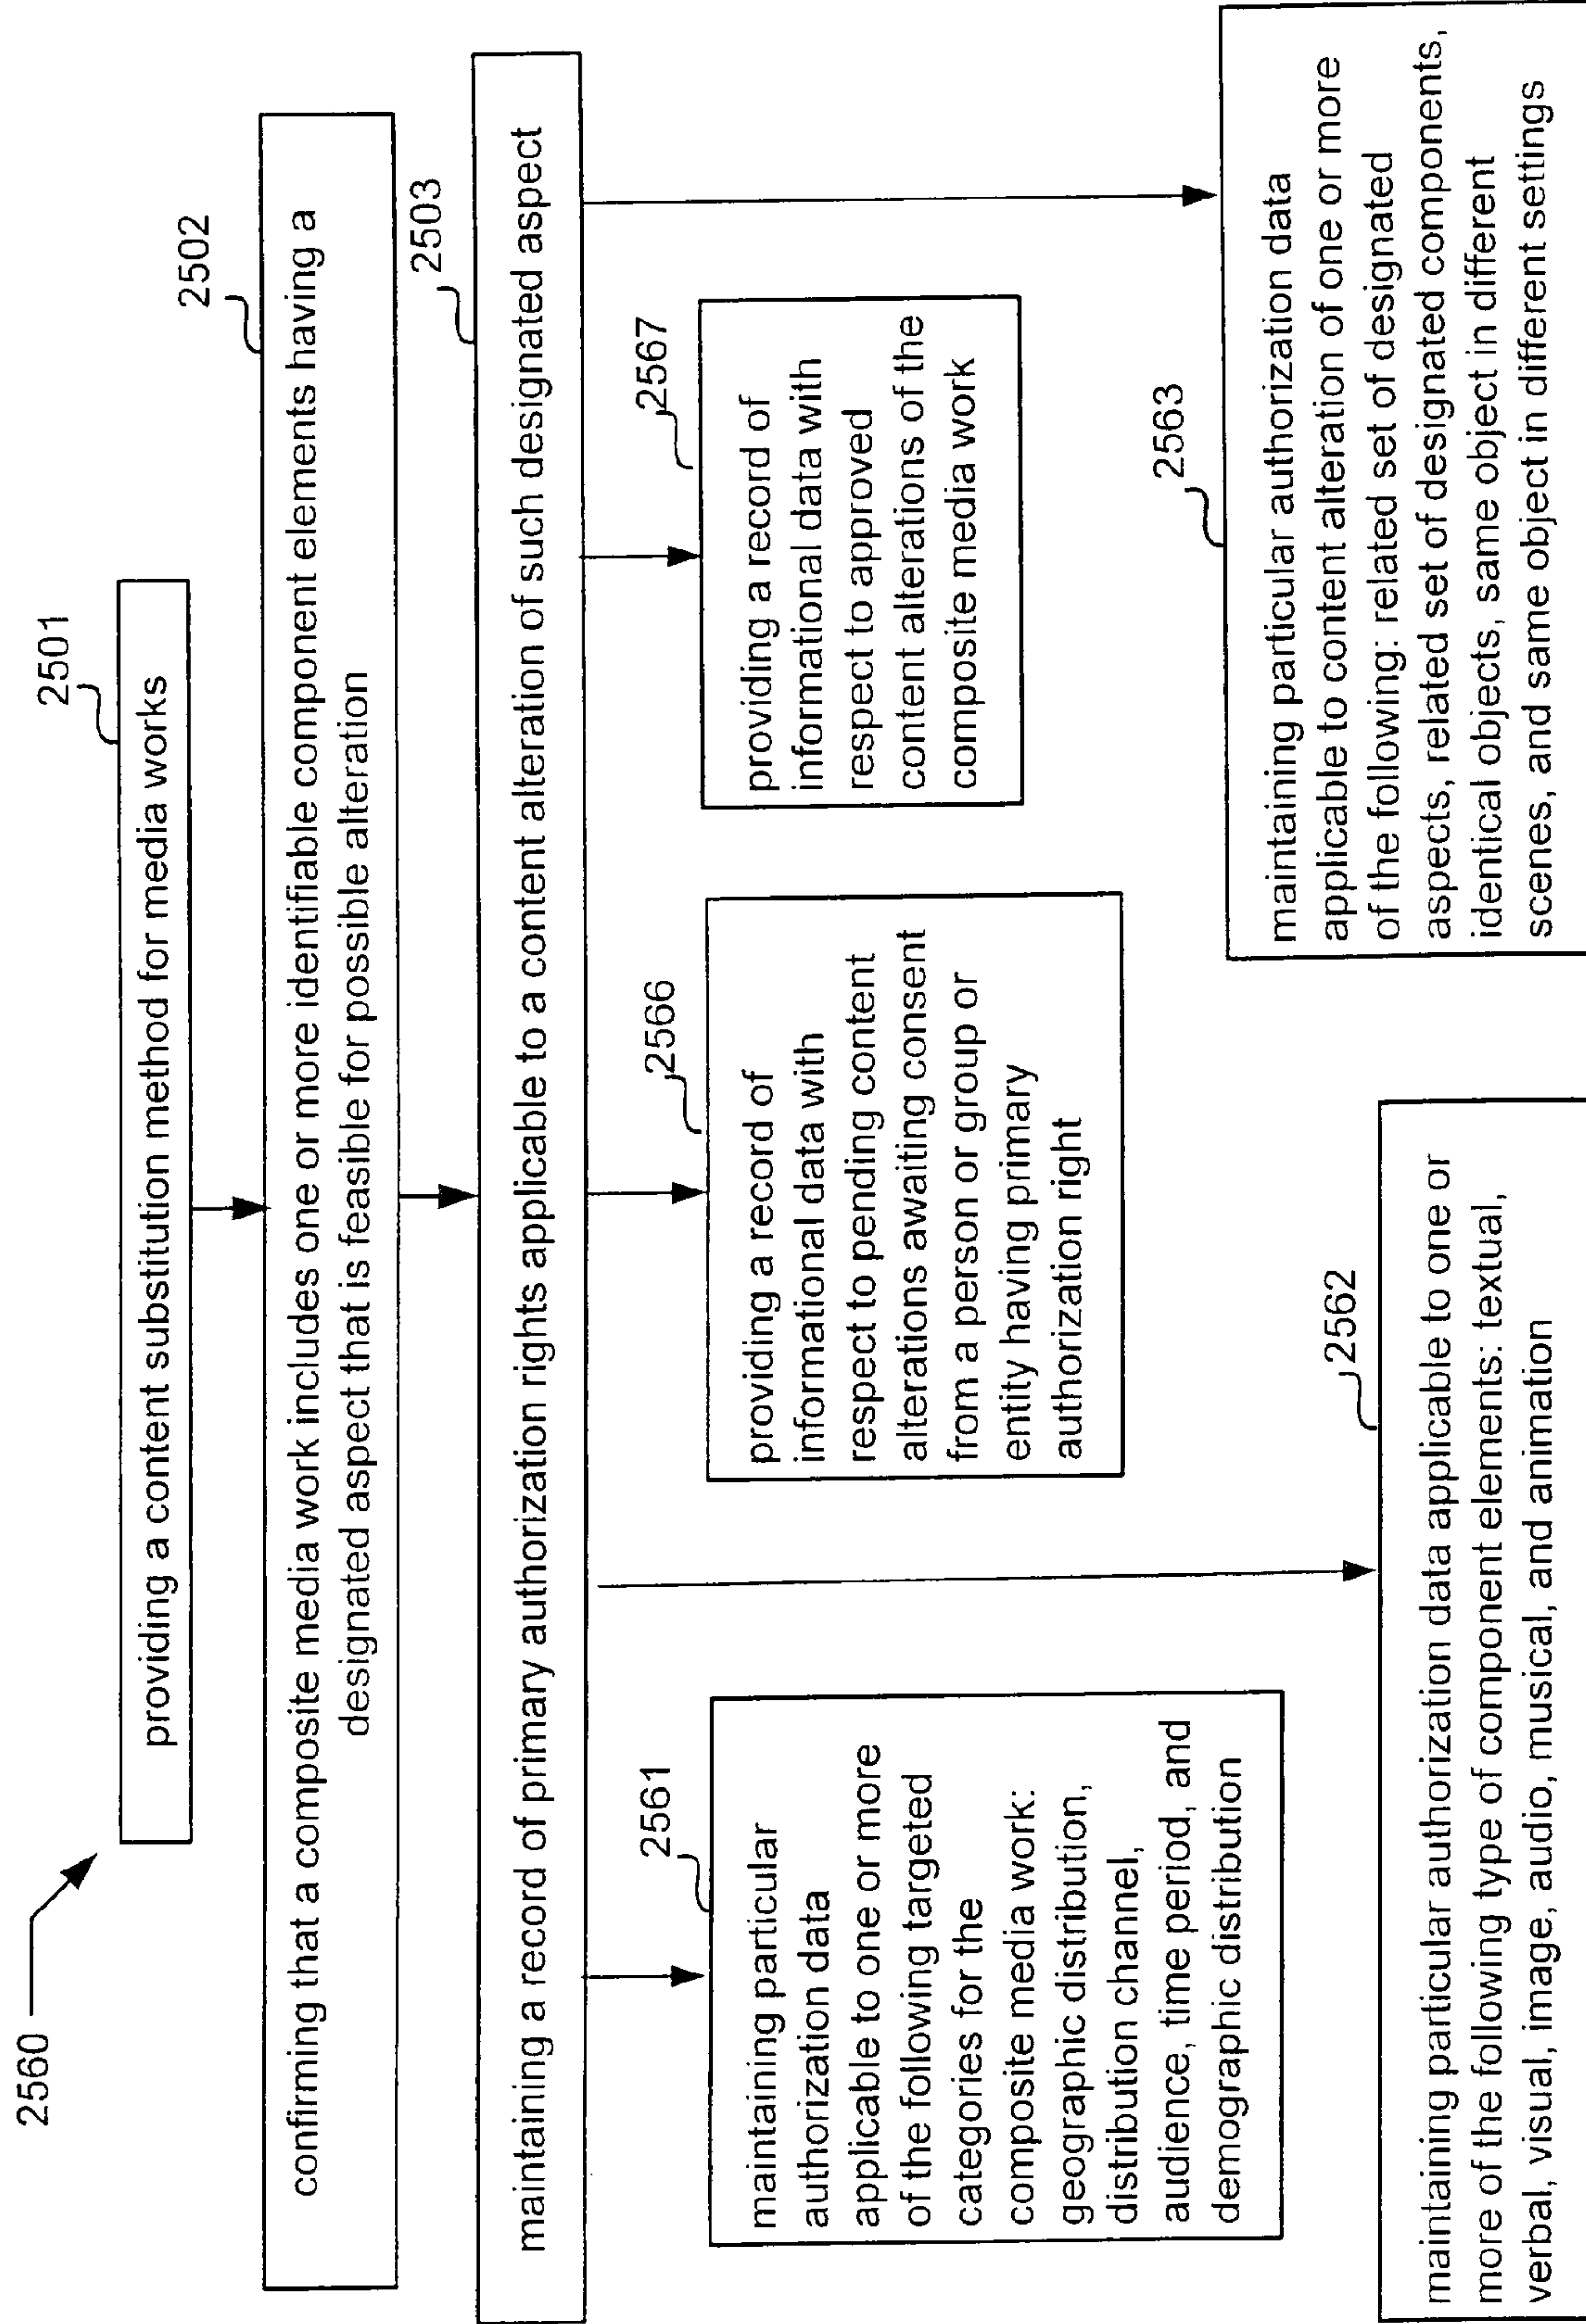 2560
2501
providing a content substitution method for media works
2502
confirming that a composite media work includes one or more identifiable component elements having a
designated aspect that is feasible for possible alteration
2503
maintaining a record of primary authorization rights applicable to a content alteration of such designated aspect
2561
maintaining particular
authorization data
applicable to one or more
of the following targeted
categories for the
composite media work:
geographic distribution,
distribution channel,
audience, time period, and
demographic distribution
2566
providing a record of
informational data with
respect to pending content
alterations awaiting consent
from a person or group or
entity having primary
authorization right
2567
providing a record of
informational data with
respect to approved
content alterations of the
composite media work
2562
maintaining particular authorization data applicable to one or
more of the following type of component elements: textual,
verbal, visual, image, audio, musical, and animation
2563
maintaining particular authorization data
applicable to content alteration of one or more
of the following: related set of designated
aspects, related set of designated components,
identical objects, same object in different
scenes, and same object in different settings